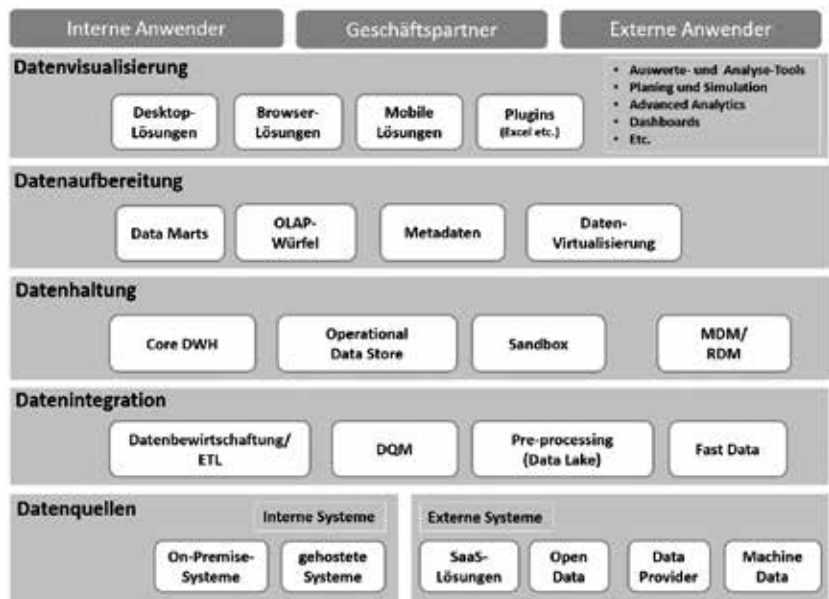 Interne Anwender
Geschäftspartner
Externe Anwender
Datenvisualisierung
Desktop-
Lösungen
Browser-
Lösungen
Mobile
Lösungen
Plugins
(Excel etc.)
• Auswerte- und Analyse-Tools
• Planing und Simulation
• Advanced Analytics
• Dashboards
• Etc.
Datenaufbereitung
Data Marts
OLAP-
Würfel
Metadaten
Daten-
Virtualisierung
Datenhaltung
Core DWH
Operational
Data Store
Sandbox
MDM/
RDM
Datenintegration
Datenbewirtschaftung/
ETL
DQM
Pre-processing
(Data Lake)
Fast Data
Datenquellen
Interne Systeme
On-Premise-
Systeme
gehostete
Systeme
Externe Systeme
SaaS-
Lösungen
Open
Data
Data
Provider
Machine
Data